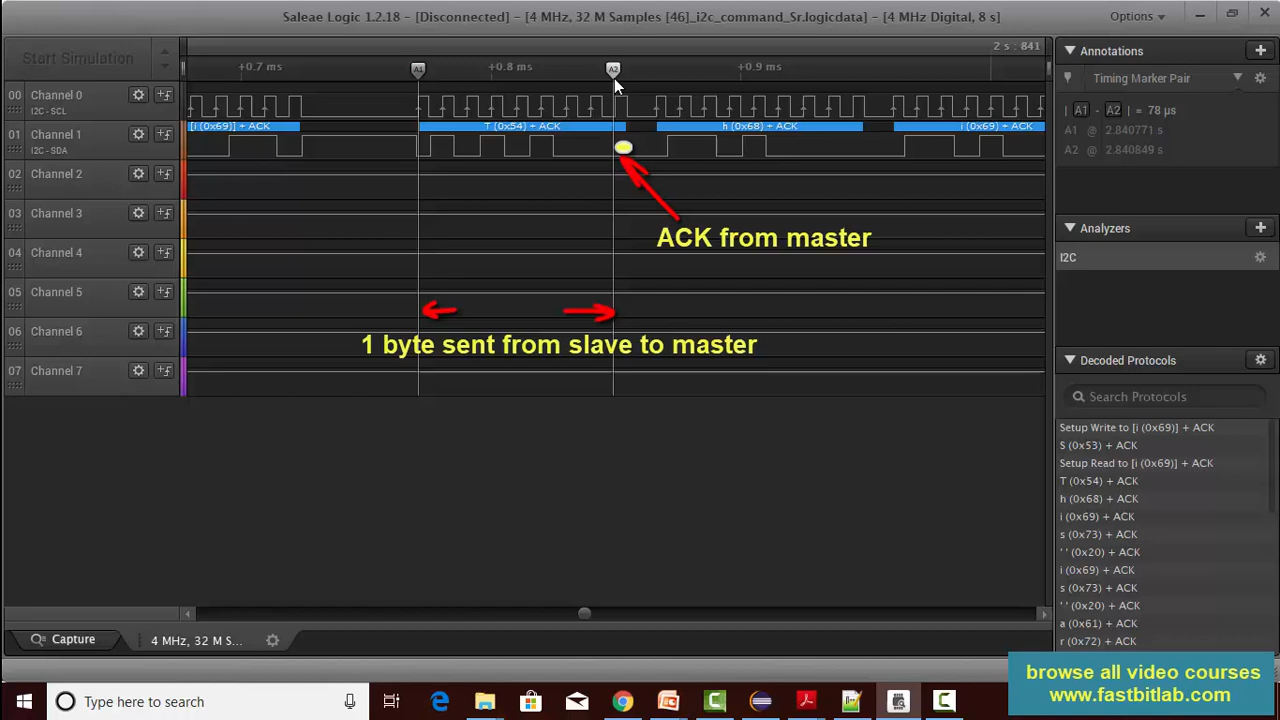 Saleae Logic 1.2.18 - [Disconnected] - [4 MHz, 32 M Samples [46]_i2c_command_Sr.logicdata] - [4 MHz Digital, 8 s]
Options
Start Simulation
2 s : 841
+0.7 ms
A1
+0.8 ms
A2
+0.9 ms
00 Channel 0
I2C - SCL
01 Channel 1
I2C - SDA
[i (0x69)] + ACK
T (0x54) + ACK
h (0x68) + ACK
i (0x69) + ACK
02 Channel 2
03 Channel 3
04 Channel 4
05 Channel 5
06 Channel 6
07 Channel 7
ACK from master
1 byte sent from slave to master
Annotations
Timing Marker Pair
A1 - A2 | = 78 µs
A1 @ 2.840771 s
A2 @ 2.840849 s
Analyzers
I2C
Decoded Protocols
Search Protocols
Setup Write to [i (0x69)] + ACK
S (0x53) + ACK
Setup Read to [i (0x69)] + ACK
T (0x54) + ACK
h (0x68) + ACK
i (0x69) + ACK
s (0x73) + ACK
' ' (0x20) + ACK
i (0x69) + ACK
s (0x73) + ACK
' ' (0x20) + ACK
a (0x61) + ACK
r (0x72) + ACK
Capture
4 MHz, 32 M S...
browse all video courses
www.fastbitlab.com
Type here to search